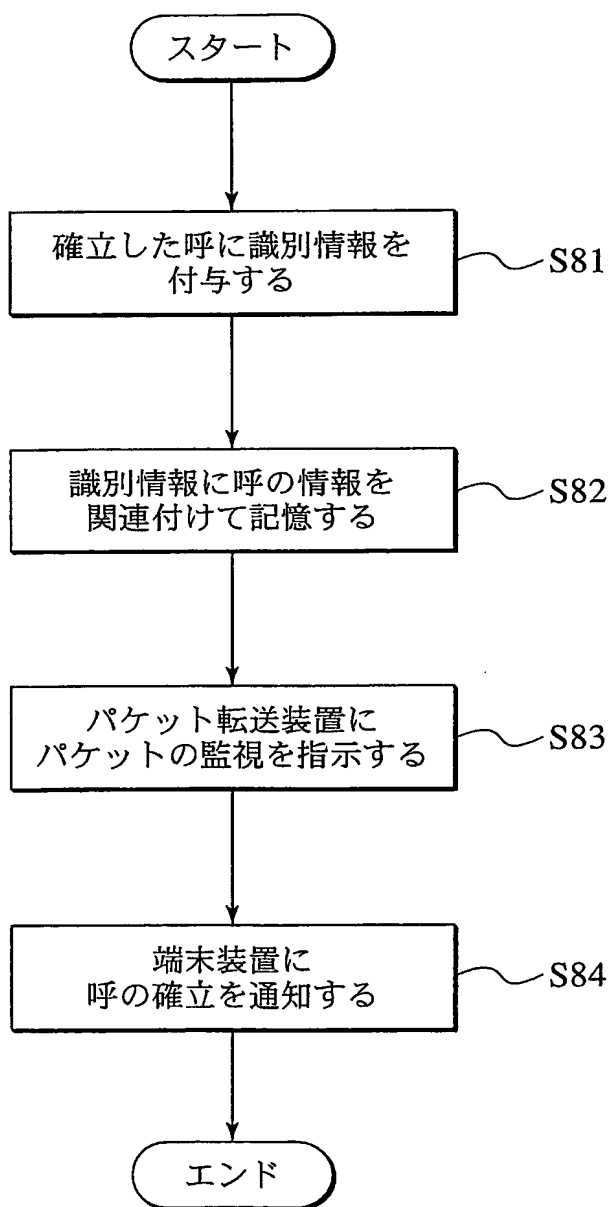 スタート
確立した呼に識別情報を
付与する
S81
識別情報に呼の情報を
関連付けて記憶する
S82
パケット転送装置に
パケットの監視を指示する
S83
端末装置に
呼の確立を通知する
S84
エンド